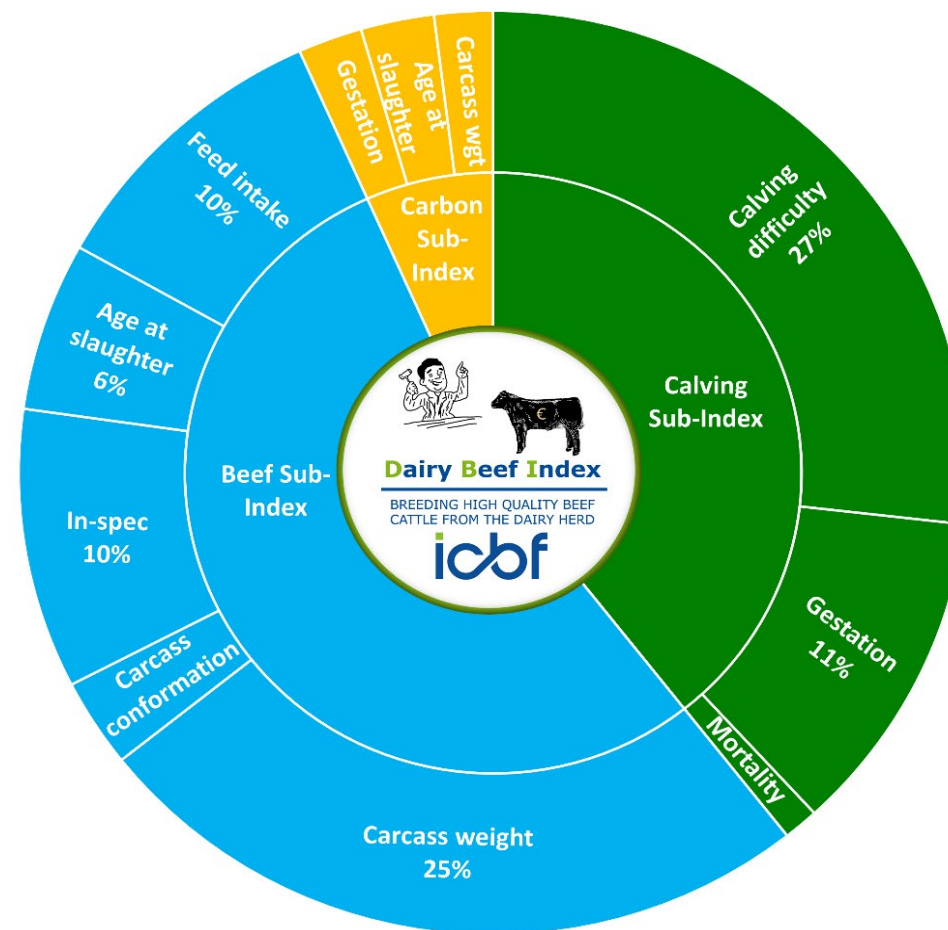 Gestation
Age at
slaughter
Carcass wgt
Carbon
Sub-
Index
Calving
difficulty
27%
Calving
Sub-Index
Gestation
11%
Mortality
Carcass weight
25%
Carcass
conformation
In-spec
10%
Age at
slaughter
6%
Feed intake
10%
Beef Sub-
Index
€
Dairy Beef Index
BREEDING HIGH QUALITY BEEF
CATTLE FROM THE DAIRY HERD
icbf